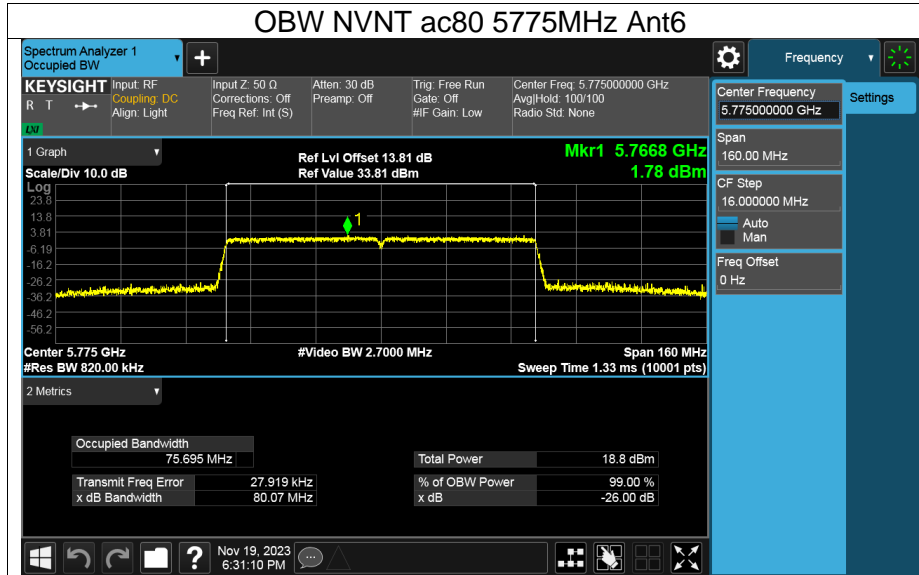 OBW NVNT ac80 5775MHz Ant6
Spectrum Analyzer 1
Occupied BW
+
Frequency
KEYSIGHT
R T
LXI
Input: RF
Coupling: DC
Align: Light
Input Z: 50 Ω
Corrections: Off
Freq Ref: Int (S)
Atten: 30 dB
Preamp: Off
Trig: Free Run
Gate: Off
#IF Gain: Low
Center Freq: 5.775000000 GHz
Avg|Hold: 100/100
Radio Std: None
Center Frequency
5.775000000 GHz
Settings
Span
160.00 MHz
CF Step
16.000000 MHz
Auto
Man
Freq Offset
0 Hz
1 Graph
Scale/Div 10.0 dB
Ref Lvl Offset 13.81 dB
Ref Value 33.81 dBm
Mkr1 5.7668 GHz
1.78 dBm
Log
23.8
13.8
3.81
-6.19
-16.2
-26.2
-36.2
-46.2
-56.2
1
Center 5.775 GHz
#Res BW 820.00 kHz
#Video BW 2.7000 MHz
Span 160 MHz
Sweep Time 1.33 ms (10001 pts)
2 Metrics
Occupied Bandwidth
75.695 MHz
Total Power 18.8 dBm
Transmit Freq Error 27.919 kHz
% of OBW Power 99.00 %
x dB Bandwidth 80.07 MHz
x dB -26.00 dB
?
Nov 19, 2023
6:31:10 PM